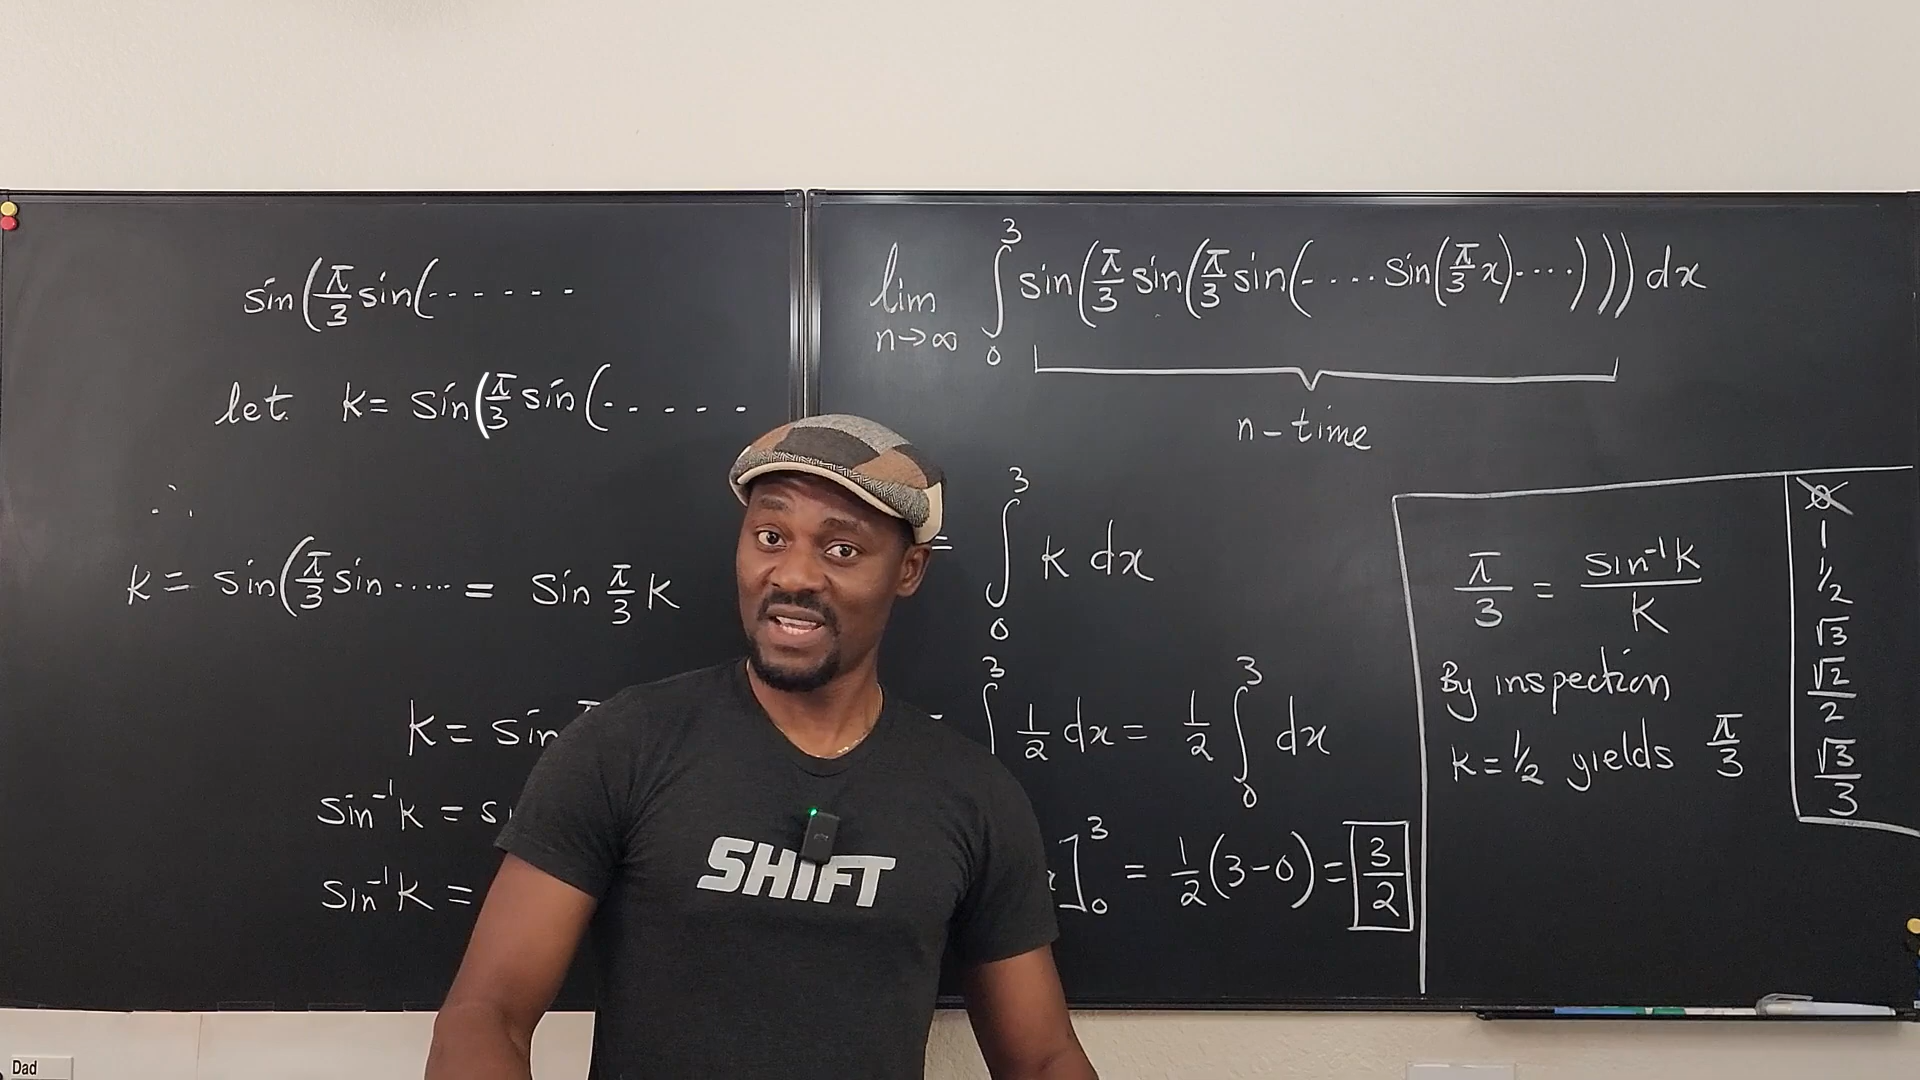 sin(π/3 sin(......
let k = sin(π/3 sin(.....
∴
k = sin(π/3 sin..... = sin π/3 k
k = sin
sin⁻¹k = s
sin⁻¹k =
lim n→∞ ∫₀³ sin(π/3 sin(π/3 sin(....sin(π/3 x)....)))dx
n-time
= ∫₀³ k dx
= ∫₀³ 1/2 dx = 1/2 ∫₀³ dx
]₀³ = 1/2(3-0) = 3/2
π/3 = sin⁻¹k/k
By inspection
k = 1/2 yields π/3
0
1
1/2
√3
√2/2
√3/3
SHIFT
Dad